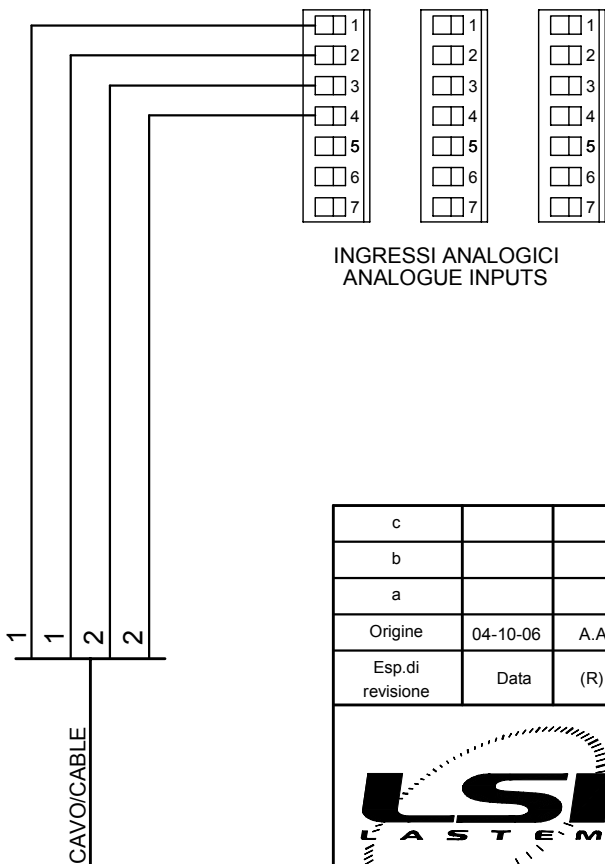 1 1 1
2 2 2
3 3 3
4 4 4
5 5 5
6 6 6
7 7 7
INGRESSI ANALOGICI
ANALOGUE INPUTS
1 1 2 2
CAVO/CABLE
c
b
a
Origine 04-10-06 A.A
Esp.di revisione Data (R)
LSI
LASTEM